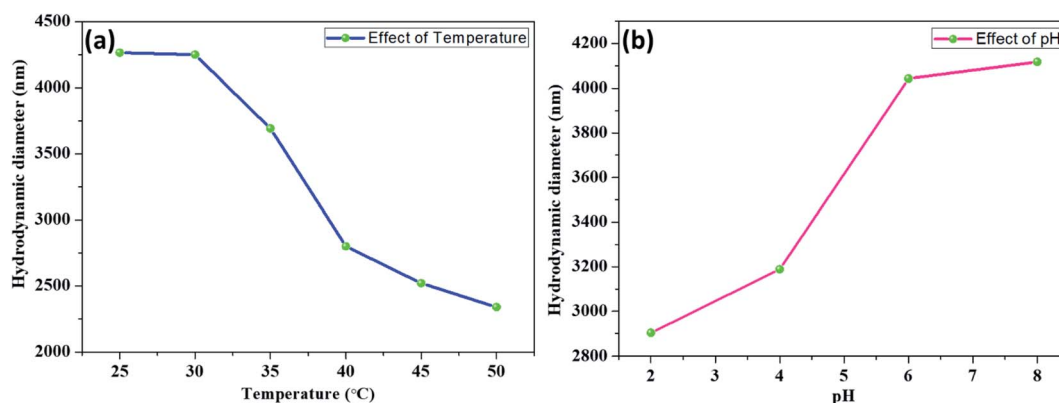 (a)
Effect of Temperature
Hydrodynamic diameter (nm)
4500
4000
3500
3000
2500
2000
25 30 35 40 45 50
Temperature (°C)
(b)
Effect of pH
Hydrodynamic diameter (nm)
4200
4000
3800
3600
3400
3200
3000
2800
2 3 4 5 6 7 8
pH